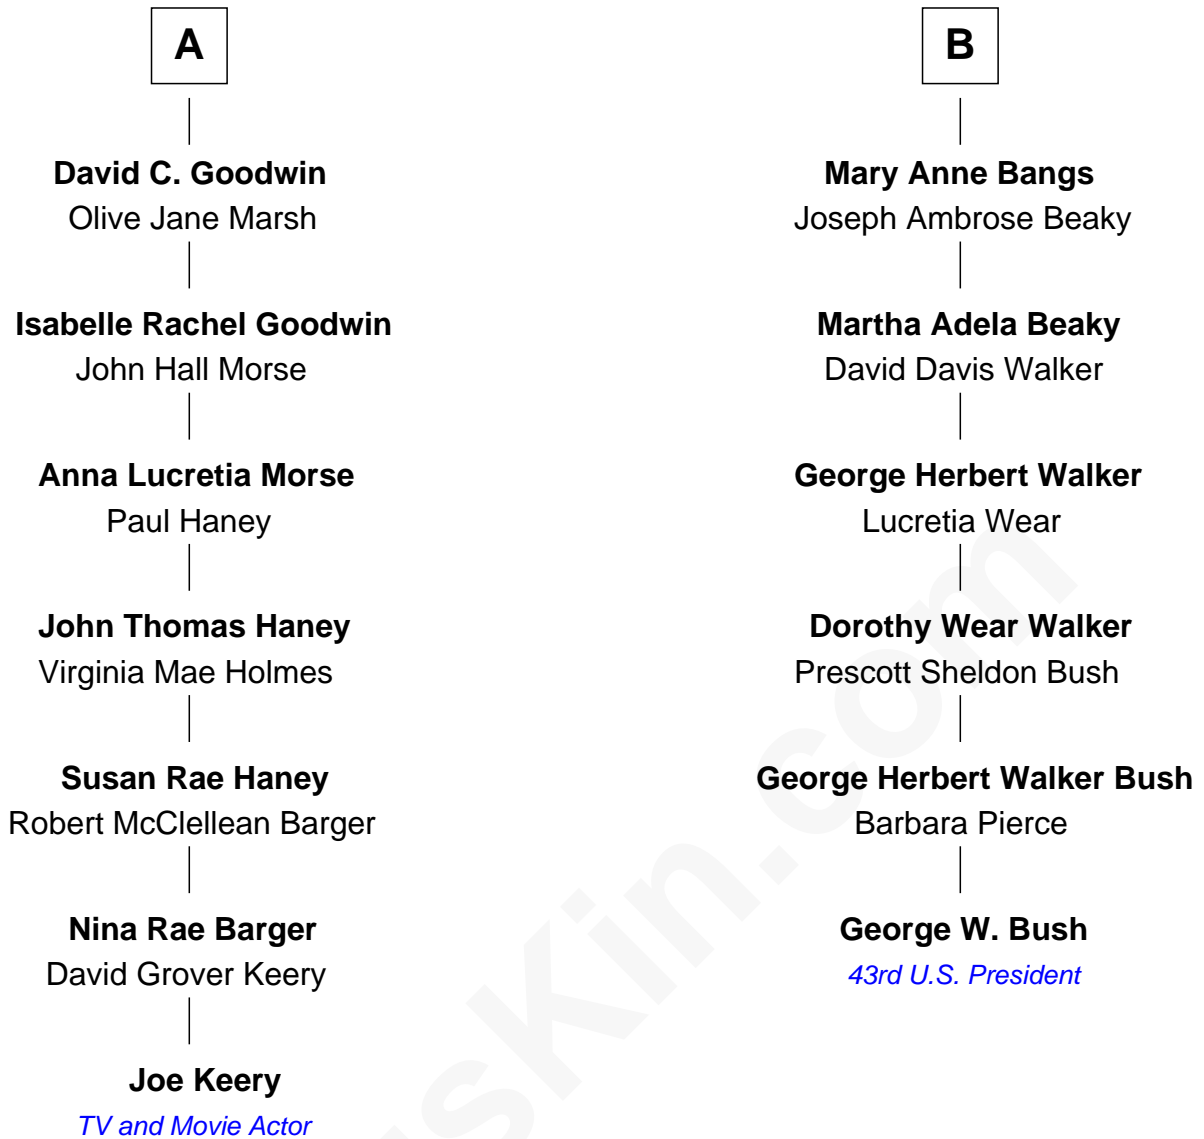 A
David C. Goodwin
Olive Jane Marsh
Isabelle Rachel Goodwin
John Hall Morse
Anna Lucretia Morse
Paul Haney
John Thomas Haney
Virginia Mae Holmes
Susan Rae Haney
Robert McClellean Barger
Nina Rae Barger
David Grover Keery
Joe Keery
TV and Movie Actor
B
Mary Anne Bangs
Joseph Ambrose Beaky
Martha Adela Beaky
David Davis Walker
George Herbert Walker
Lucretia Wear
Dorothy Wear Walker
Prescott Sheldon Bush
George Herbert Walker Bush
Barbara Pierce
George W. Bush
43rd U.S. President